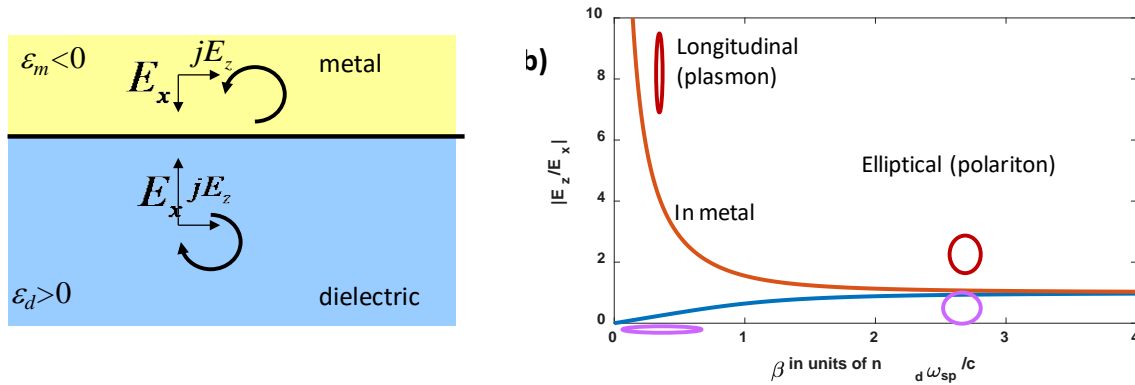 εm<0
jEz
metal
Ex
Ex
jEz
εd>0
dielectric
b)
10
8
6
4
2
0
|Ez/Ex|
Longitudinal
(plasmon)
Elliptical (polariton)
In metal
0
1
2
3
4
β in units of n d ωsp /c